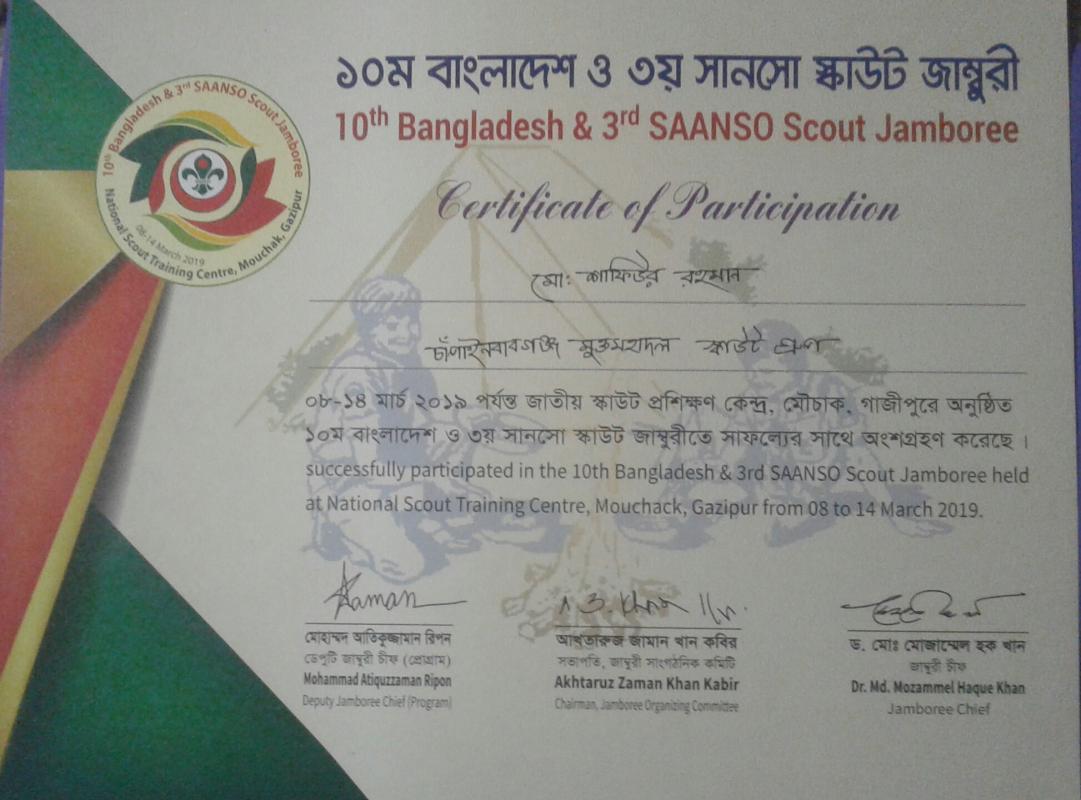 ১০ম বাংলাদেশ ও ৩য় সানসো স্কাউট জাম্বুরী
10th Bangladesh & 3rd SAANSO Scout Jamboree
10th Bangladesh & 3rd SAANSO Scout Jamboree
08-14 March 2019
National Scout Training Centre, Mouchak, Gazipur
Certificate of Participation
মো: শাফিউর রহমান
চাঁপাইনবাবগঞ্জ মুক্তমহাদল স্কাউট গ্রুপ
০৮-১৪ মার্চ ২০১৯ পর্যন্ত জাতীয় স্কাউট প্রশিক্ষণ কেন্দ্র, মৌচাক, গাজীপুরে অনুষ্ঠিত
১০ম বাংলাদেশ ও ৩য় সানসো স্কাউট জাম্বুরীতে সাফল্যের সাথে অংশগ্রহণ করেছে ।
successfully participated in the 10th Bangladesh & 3rd SAANSO Scout Jamboree held
at National Scout Training Centre, Mouchack, Gazipur from 08 to 14 March 2019.
মোহাম্মদ আতিকুজ্জামান রিপন
ডেপুটি জাম্বুরী চীফ (প্রোগ্রাম)
Mohammad Atiquzzaman Ripon
Deputy Jamboree Chief (Program)
আখতারুজ জামান খান কবির
সভাপতি, জাম্বুরী সাংগঠনিক কমিটি
Akhtaruz Zaman Khan Kabir
Chairman, Jamboree Organizing Committee
ড. মোঃ মোজাম্মেল হক খান
জাম্বুরী চীফ
Dr. Md. Mozammel Haque Khan
Jamboree Chief